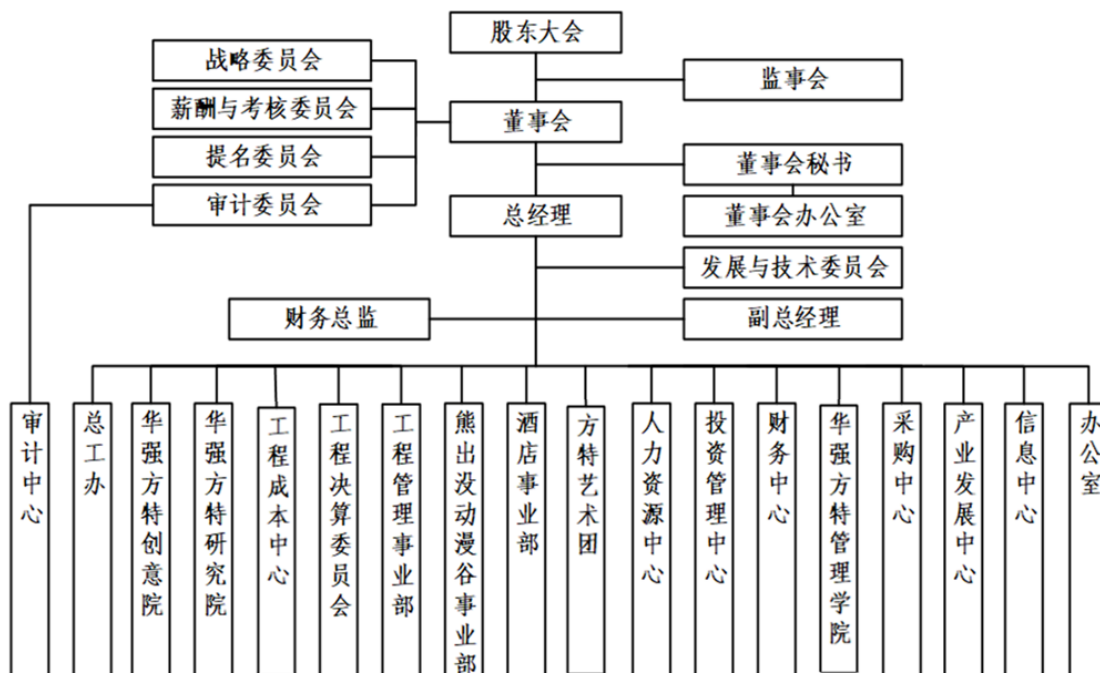 股东大会
战略委员会
监事会
薪酬与考核委员会
董事会
提名委员会
董事会秘书
审计委员会
总经理
董事会办公室
发展与技术委员会
财务总监
副总经理
审计中心
总工办
华强方特创意院
华强方特研究院
工程成本中心
工程决算委员会
工程管理事业部
熊出没动漫谷事业部
酒店事业部
方特艺术团
人力资源中心
投资管理中心
财务中心
华强方特管理学院
采购中心
产业发展中心
信息中心
办公室